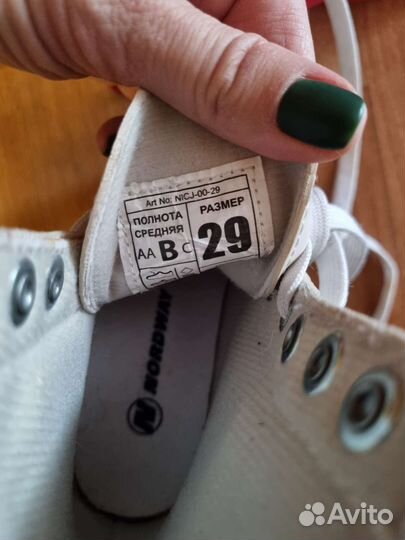 Art No: NICJ-00-29
ПОЛНОТА
СРЕДНЯЯ
РАЗМЕР
AA B C
29
NORDWAY
Avito